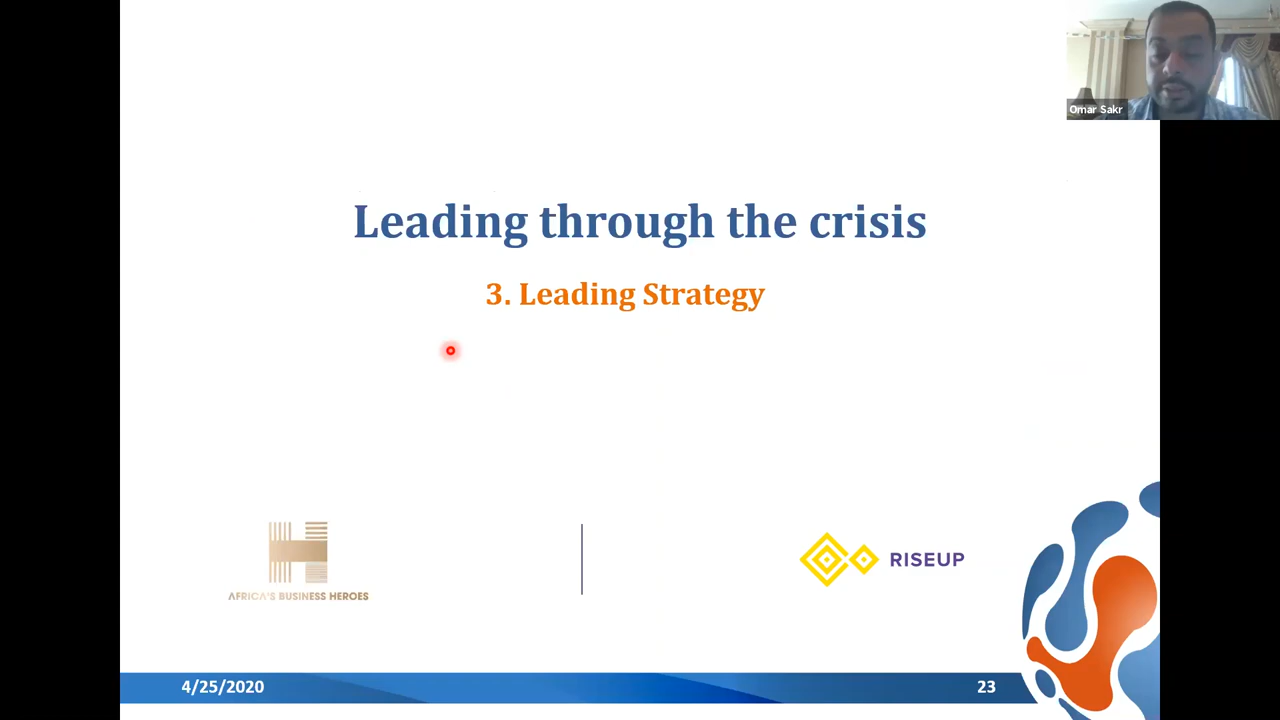 Omar Sakr
Leading through the crisis
3. Leading Strategy
AFRICA'S BUSINESS HEROES
RISEUP
4/25/2020
23